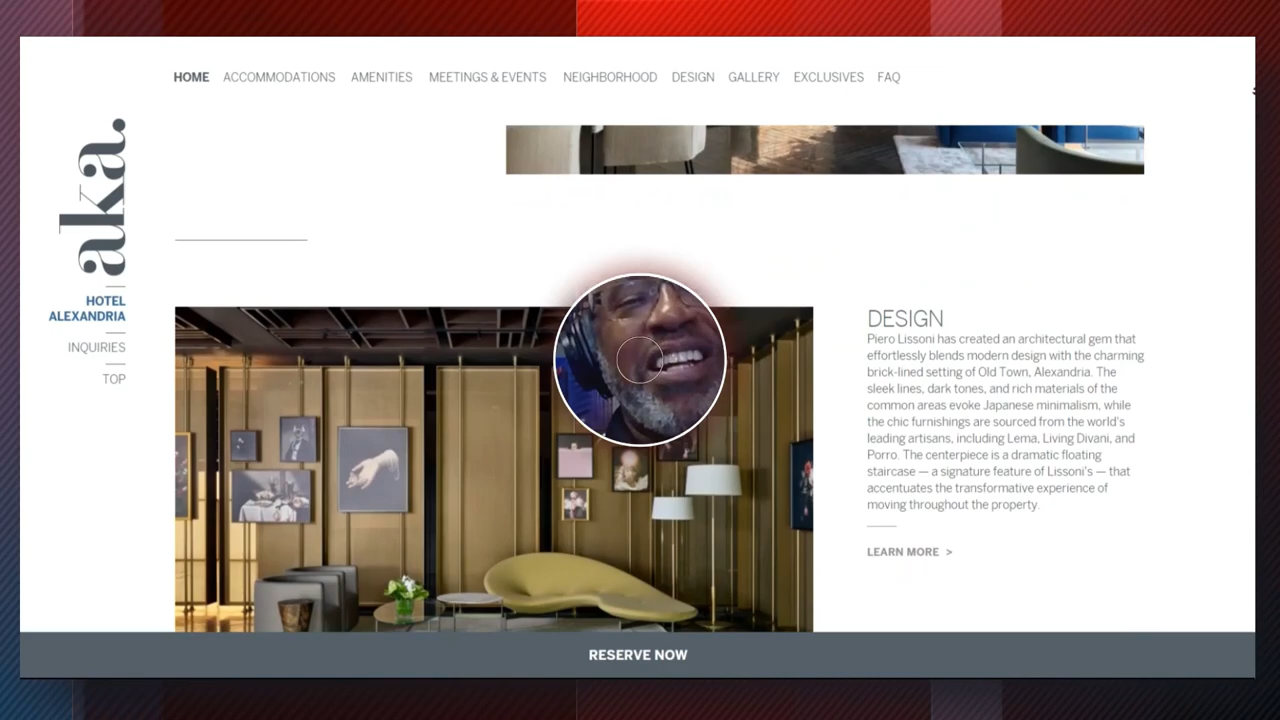 HOME ACCOMMODATIONS AMENITIES MEETINGS & EVENTS NEIGHBORHOOD DESIGN GALLERY EXCLUSIVES FAQ
aka.
HOTEL
ALEXANDRIA
INQUIRIES
TOP
DESIGN
Piero Lissoni has created an architectural gem that
effortlessly blends modern design with the charming
brick-lined setting of Old Town, Alexandria. The
sleek lines, dark tones, and rich materials of the
common areas evoke Japanese minimalism, while
the chic furnishings are sourced from the world's
leading artisans, including Lema, Living Divani, and
Porro. The centerpiece is a dramatic floating
staircase — a signature feature of Lissoni's — that
accentuates the transformative experience of
moving throughout the property.
LEARN MORE >
RESERVE NOW